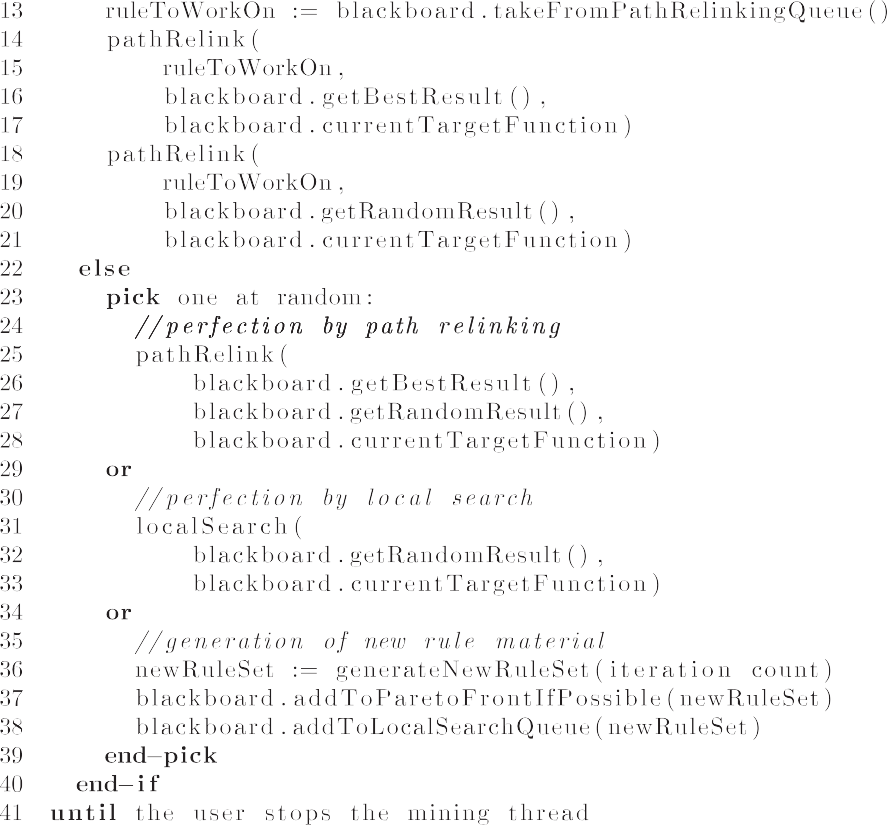 13 ruleToWorkOn := blackboard.takeFromPathRelinkingQueue()
14 pathRelink(
15 ruleToWorkOn,
16 blackboard.getBestResult(),
17 blackboard.currentTargetFunction)
18 pathRelink(
19 ruleToWorkOn,
20 blackboard.getRandomResult(),
21 blackboard.currentTargetFunction)
22 else
23 pick one at random:
24 //perfection by path relinking
25 pathRelink(
26 blackboard.getBestResult(),
27 blackboard.getRandomResult(),
28 blackboard.currentTargetFunction)
29 or
30 //perfection by local search
31 localSearch(
32 blackboard.getRandomResult(),
33 blackboard.currentTargetFunction)
34 or
35 //generation of new rule material
36 newRuleSet := generateNewRuleSet(iteration count)
37 blackboard.addToParetoFrontIfPossible(newRuleSet)
38 blackboard.addToLocalSearchQueue(newRuleSet)
39 end-pick
40 end-if
41 until the user stops the mining thread